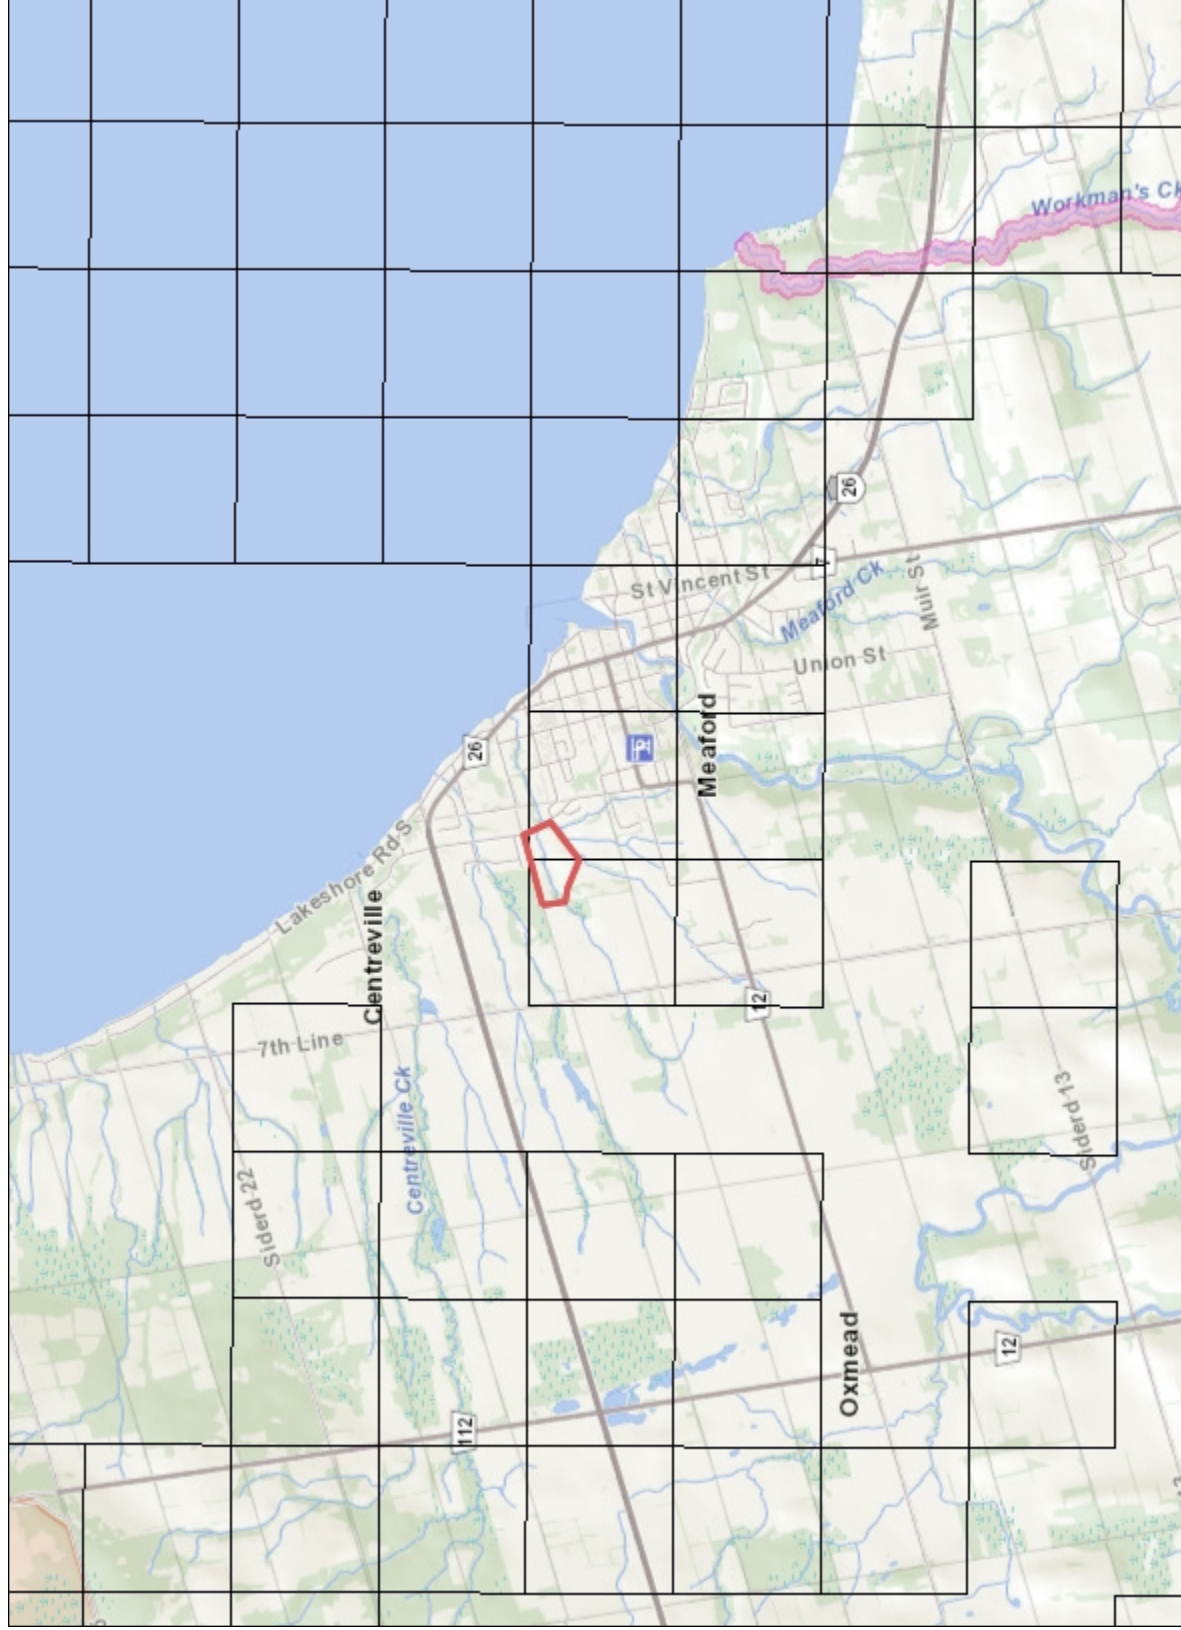 Workman's Ck
26
7
St Vincent St
Meaford Ck
Muir St
Union St
Meaford
26
Lakeshore Rd S
Centreville
12
7th Line
Centreville Ck
Siderd 13
Siderd 22
Oxmead
12
112